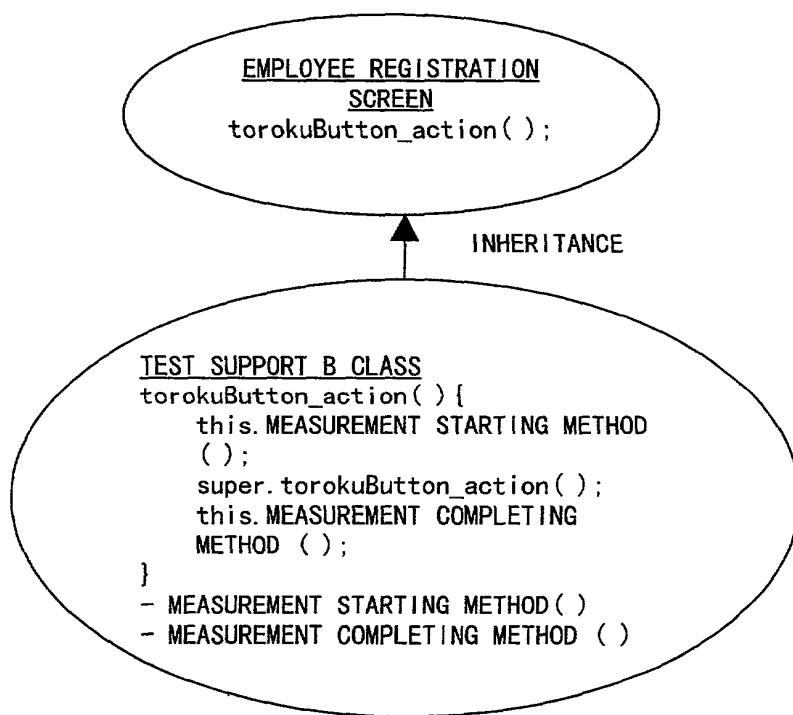 EMPLOYEE REGISTRATION
SCREEN
torokuButton_action( );
INHERITANCE
TEST SUPPORT B CLASS
torokuButton_action( ){
this.MEASUREMENT STARTING METHOD
( );
super.torokuButton_action( );
this.MEASUREMENT COMPLETING
METHOD ( );
}
- MEASUREMENT STARTING METHOD( )
- MEASUREMENT COMPLETING METHOD ( )